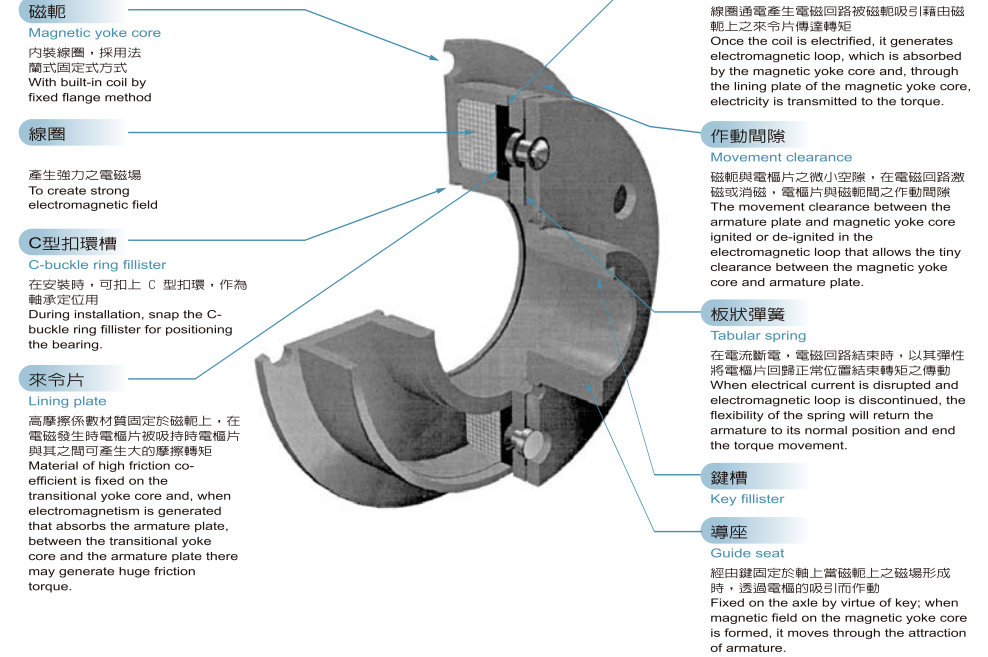 磁軛
Magnetic yoke core
內裝線圈，採用法
蘭式固定式方式
With built-in coil by
fixed flange method
線圈
產生強力之電磁場
To create strong
electromagnetic field
C型扣環槽
C-buckle ring fillister
在安裝時，可扣上 C 型扣環，作為
軸承定位用
During installation, snap the C-
buckle ring fillister for positioning
the bearing.
來令片
Lining plate
高摩擦係數材質固定於磁軛上，在
電磁發生時電樞片被吸持時電樞片
與其之間可產生大的摩擦轉矩
Material of high friction co-
efficient is fixed on the
transitional yoke core and, when
electromagnetism is generated
that absorbs the armature plate,
between the transitional yoke
core and the armature plate there
may generate huge friction
torque.
線圈通電產生電磁回路被磁軛吸引藉由磁
軛上之來令片傳達轉矩
Once the coil is electrified, it generates
electromagnetic loop, which is absorbed
by the magnetic yoke core and, through
the lining plate of the magnetic yoke core,
electricity is transmitted to the torque.
作動間隙
Movement clearance
磁軛與電樞片之微小空隙，在電磁回路激
磁或消磁，電樞片與磁軛間之作動間隙
The movement clearance between the
armature plate and magnetic yoke core
ignited or de-ignited in the
electromagnetic loop that allows the tiny
clearance between the magnetic yoke
core and armature plate.
板狀彈簧
Tabular spring
在電流斷電，電磁回路結束時，以其彈性
將電樞片回歸正常位置結束轉矩之傳動
When electrical current is disrupted and
electromagnetic loop is discontinued, the
flexibility of the spring will return the
armature to its normal position and end
the torque movement.
鍵槽
Key fillister
導座
Guide seat
經由鍵固定於軸上當磁軛上之磁場形成
時，透過電樞的吸引而作動
Fixed on the axle by virtue of key; when
magnetic field on the magnetic yoke core
is formed, it moves through the attraction
of armature.